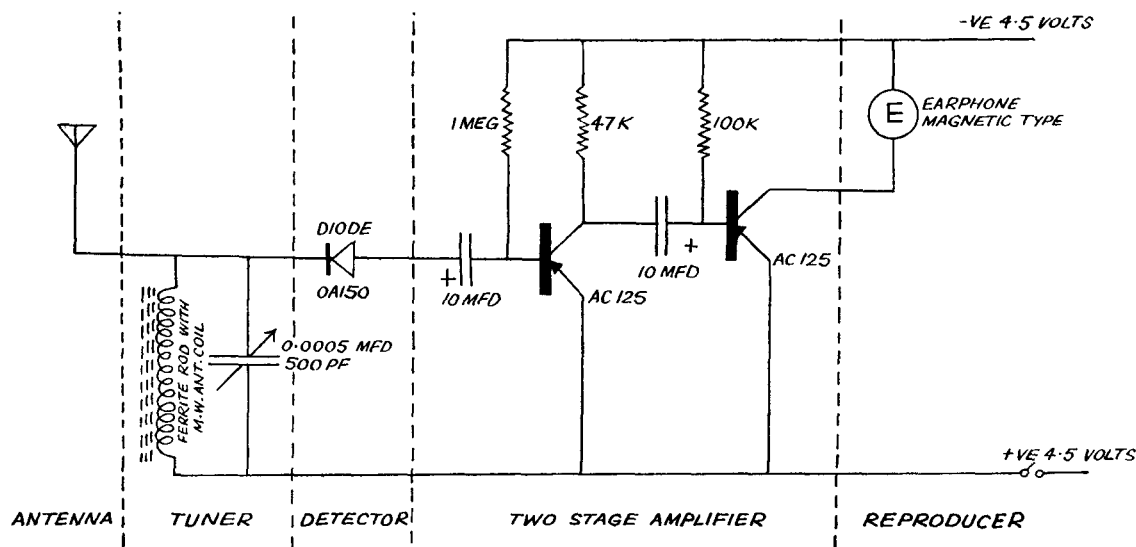 -VE 4.5 VOLTS
1 MEG
47K
100K
E
EARPHONE
MAGNETIC TYPE
DIODE
OA150
+
10 MFD
AC 125
10 MFD
+
AC 125
FERRITE ROD WITH
M.W. ANT. COIL
0.0005 MFD
500 PF
+VE 4.5 VOLTS
ANTENNA
TUNER
DETECTOR
TWO STAGE AMPLIFIER
REPRODUCER